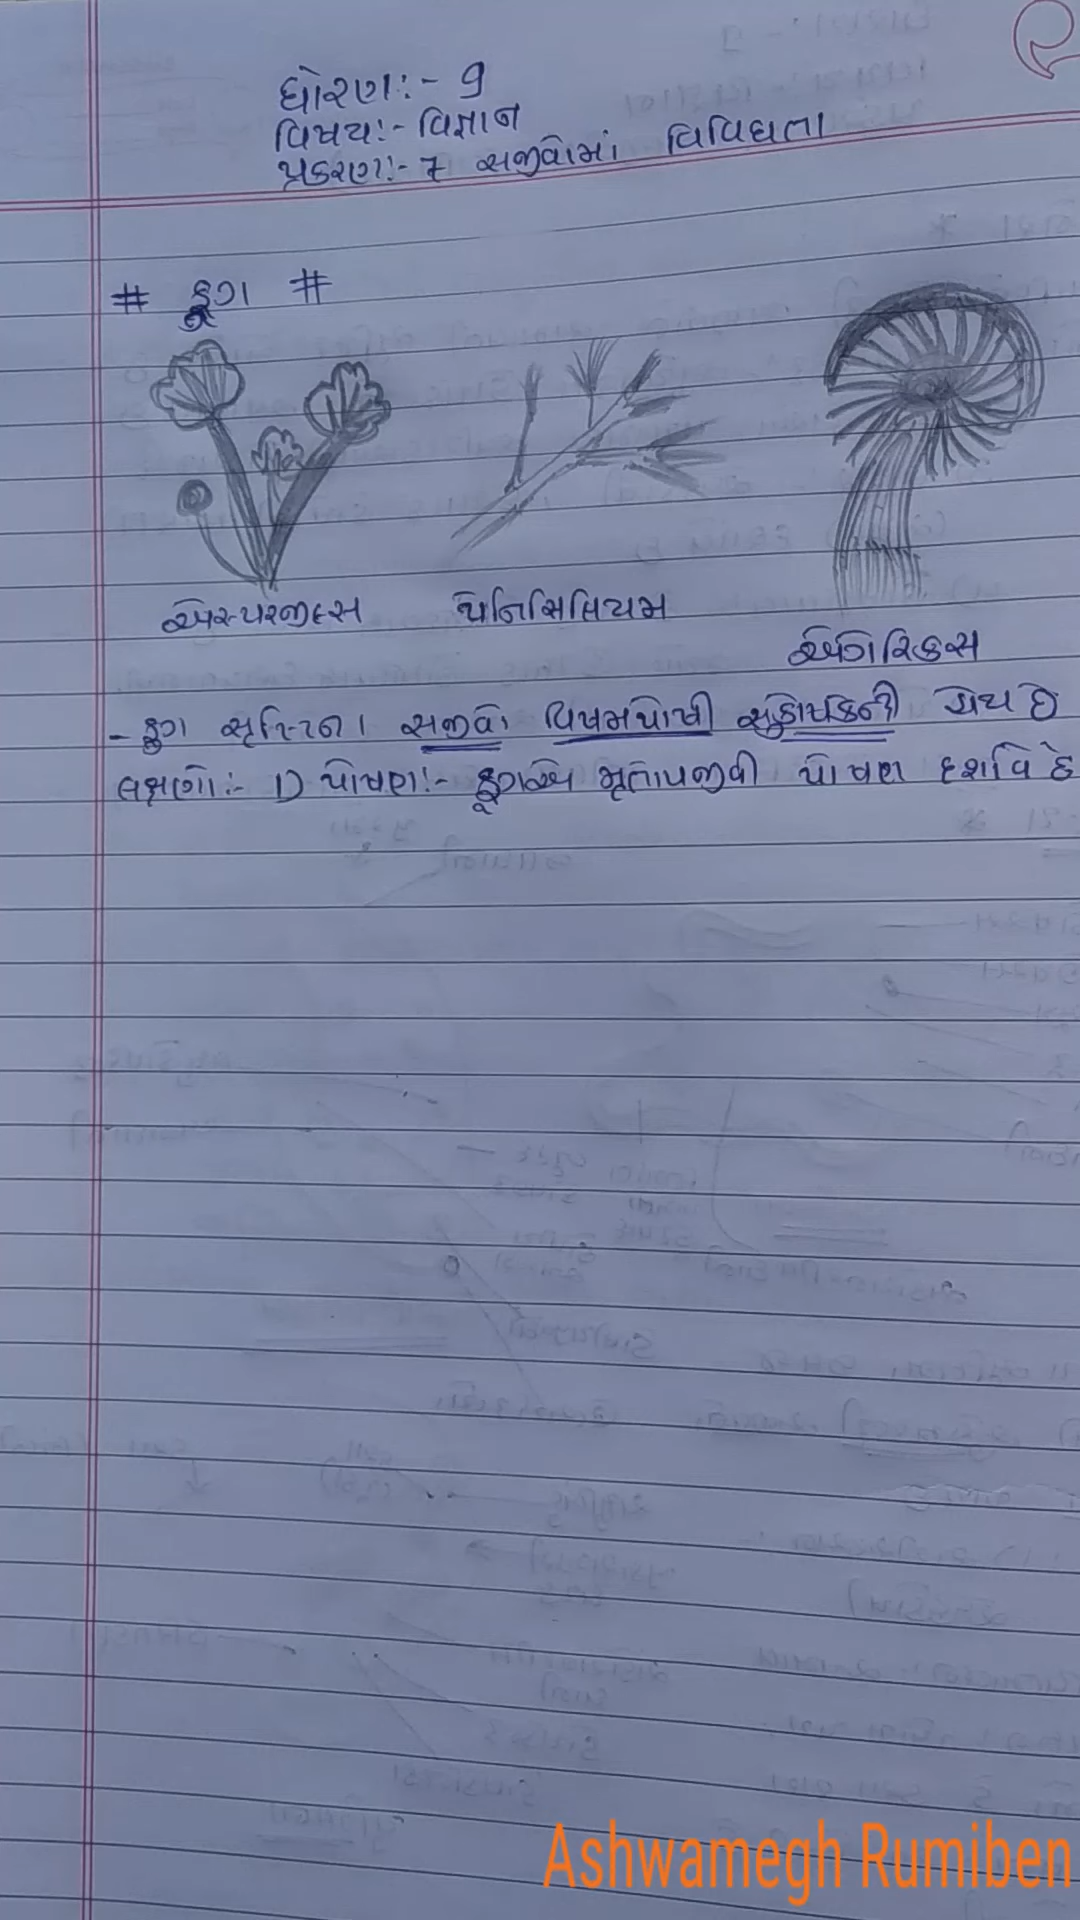 ધોરણ:- 9
વિષય:- વિજ્ઞાન
પ્રકરણ:- 7 સજીવોમાં વિવિધતા
# ફૂગ #
એસ્પરજીલ્સ પેનિસિલિયમ
એગેરિકસ
- ફૂગ સૃષ્ટિના સજીવો વિષમપોષી સુકોષકેન્દ્રી હોય છે
લક્ષણો:- 1) પોષણ:- ફૂગએ મૃતોપજીવી પોષણ દર્શાવે છે
Ashwamegh Rumiben